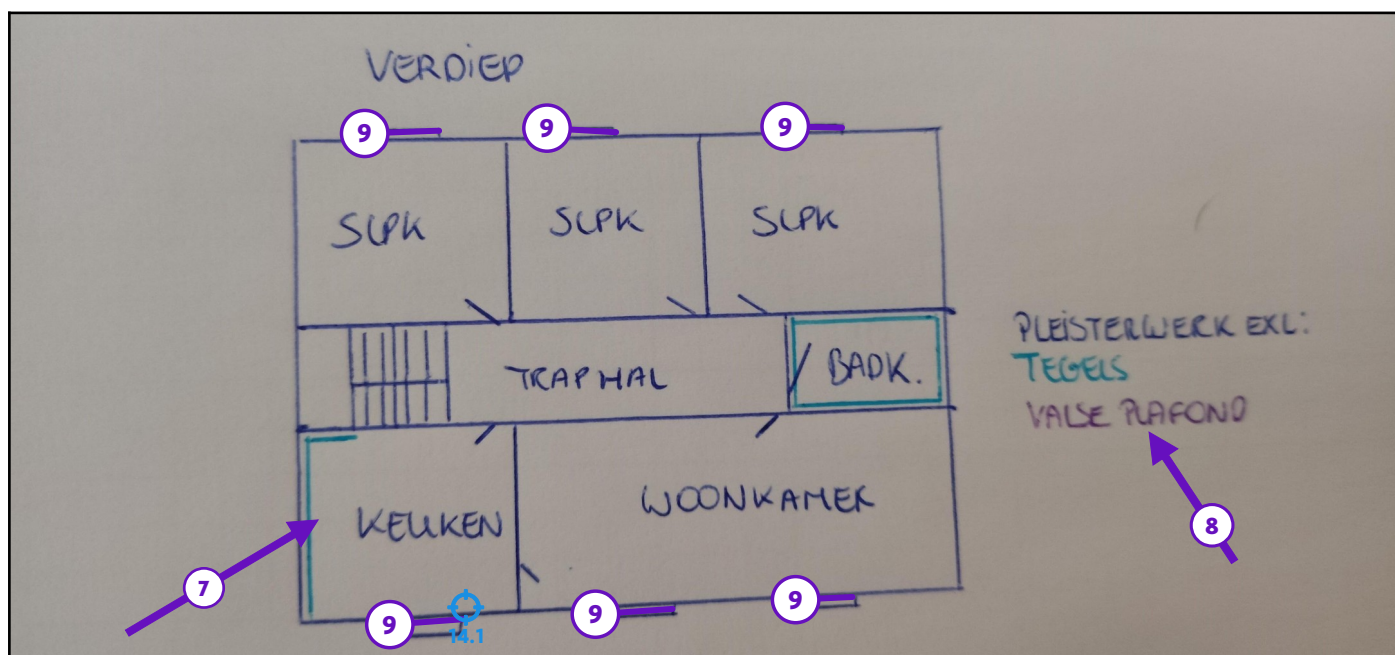 VERDIEP
9 9 9
SLPK SLPK SLPK
TRAPHAL
BADK.
PLEISTERWERK EXL:
TEGELS
VALSE PLAFOND
8
KEUKEN
WOONKAMER
7
9 9 9
14.1